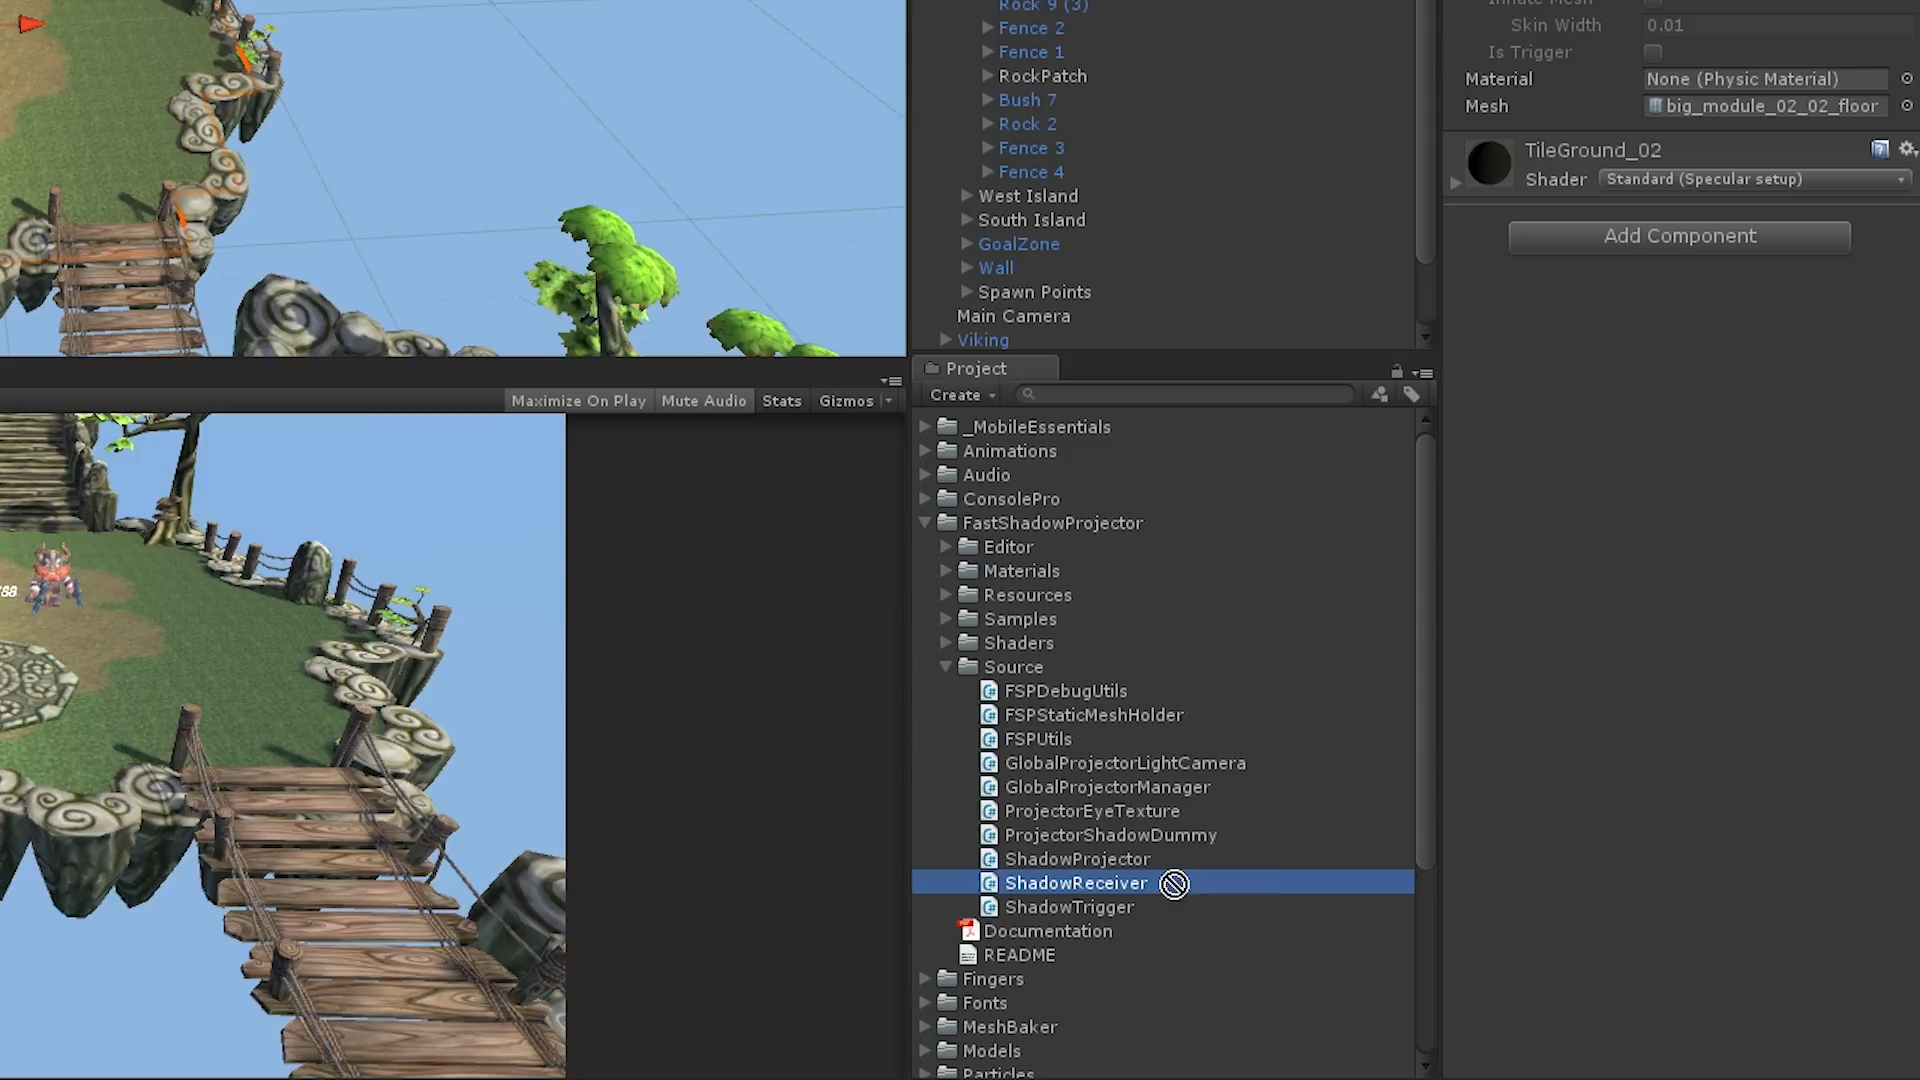 Rock 9 (3)
Fence 2
Fence 1
RockPatch
Bush 7
Rock 2
Fence 3
Fence 4
West Island
South Island
GoalZone
Wall
Spawn Points
Main Camera
Viking
Skin Width 0.01
Is Trigger
Material None (Physic Material)
Mesh big_module_02_02_floor
TileGround_02
Shader Standard (Specular setup)
Add Component
Project
Create
Maximize On Play Mute Audio Stats Gizmos
_MobileEssentials
Animations
Audio
ConsolePro
FastShadowProjector
Editor
Materials
Resources
Samples
Shaders
Source
FSPDebugUtils
FSPStaticMeshHolder
FSPUtils
GlobalProjectorLightCamera
GlobalProjectorManager
ProjectorEyeTexture
ProjectorShadowDummy
ShadowProjector
ShadowReceiver
ShadowTrigger
Documentation
README
Fingers
Fonts
MeshBaker
Models
Particles